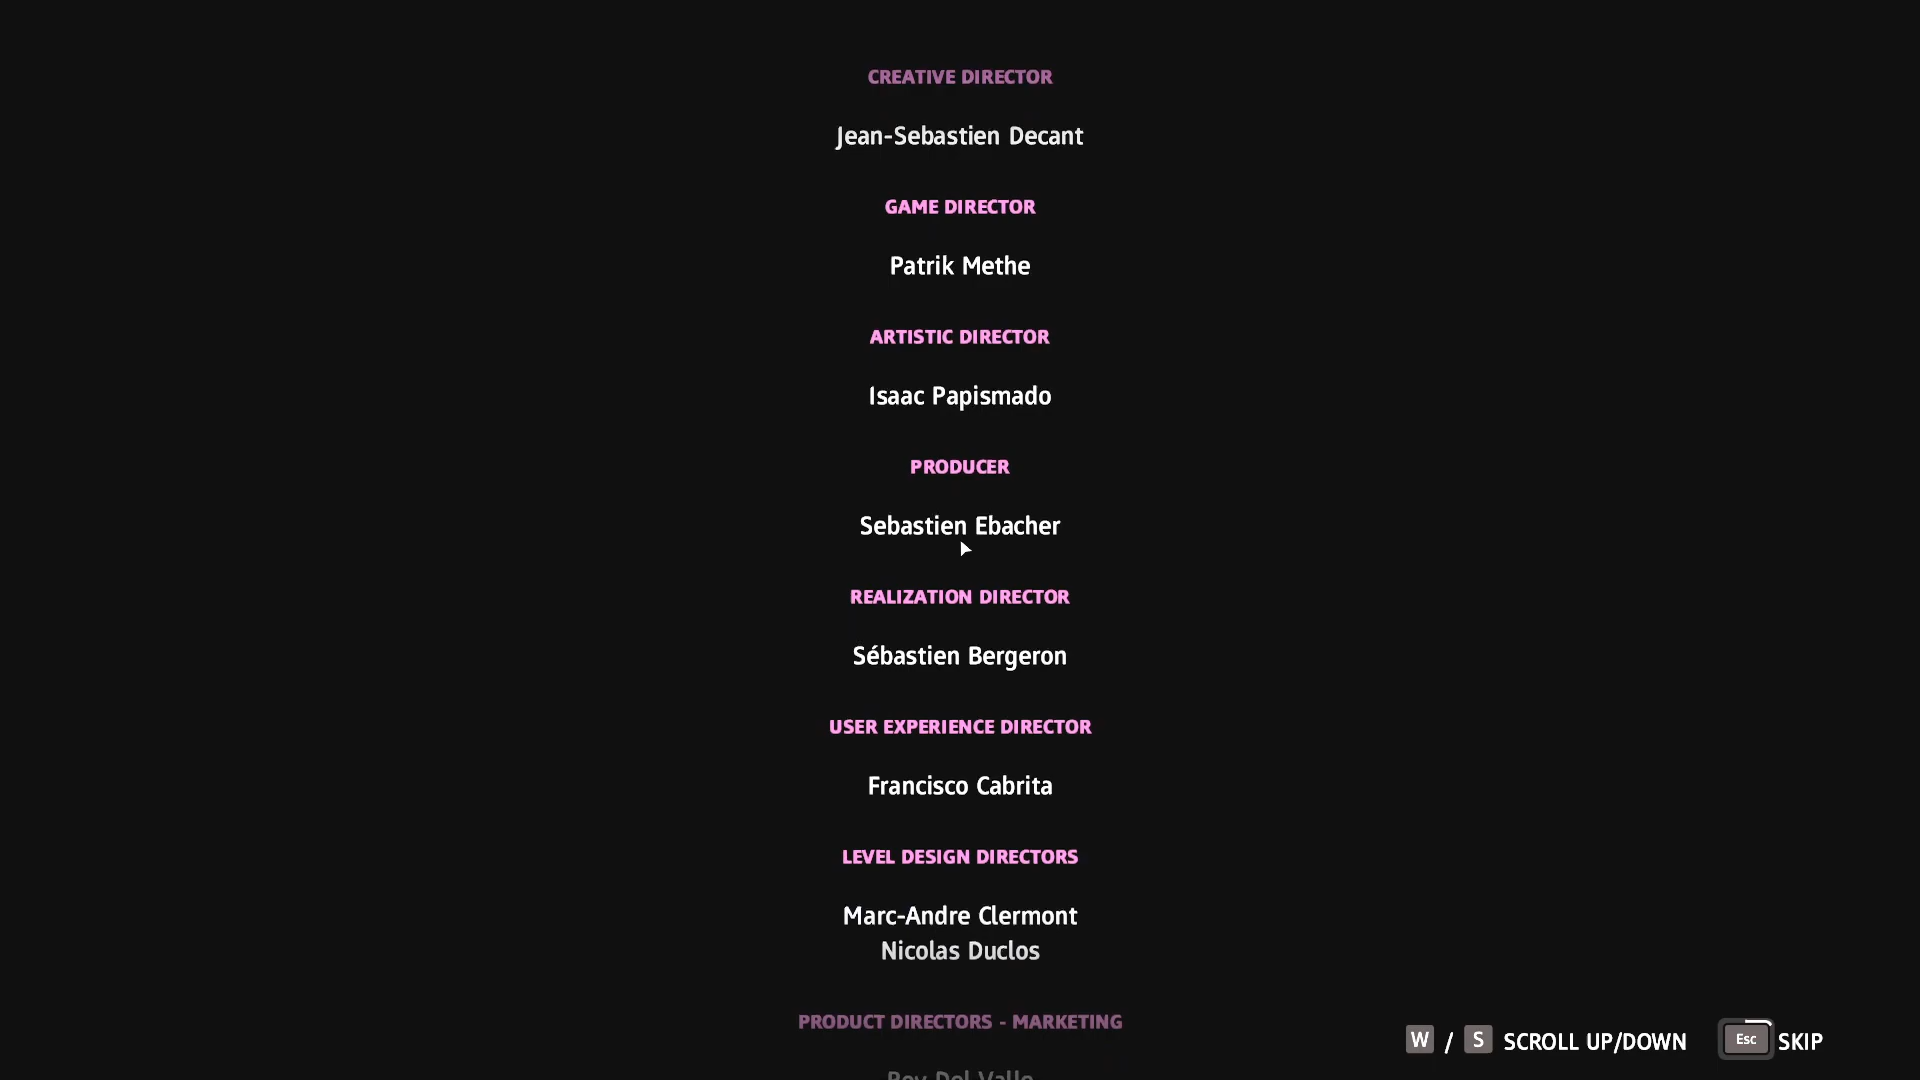 CREATIVE DIRECTOR
Jean-Sebastien Decant
GAME DIRECTOR
Patrik Methe
ARTISTIC DIRECTOR
Isaac Papismado
PRODUCER
Sebastien Ebacher
REALIZATION DIRECTOR
Sébastien Bergeron
USER EXPERIENCE DIRECTOR
Francisco Cabrita
LEVEL DESIGN DIRECTORS
Marc-Andre Clermont
Nicolas Duclos
PRODUCT DIRECTORS - MARKETING
W / S SCROLL UP/DOWN Esc SKIP